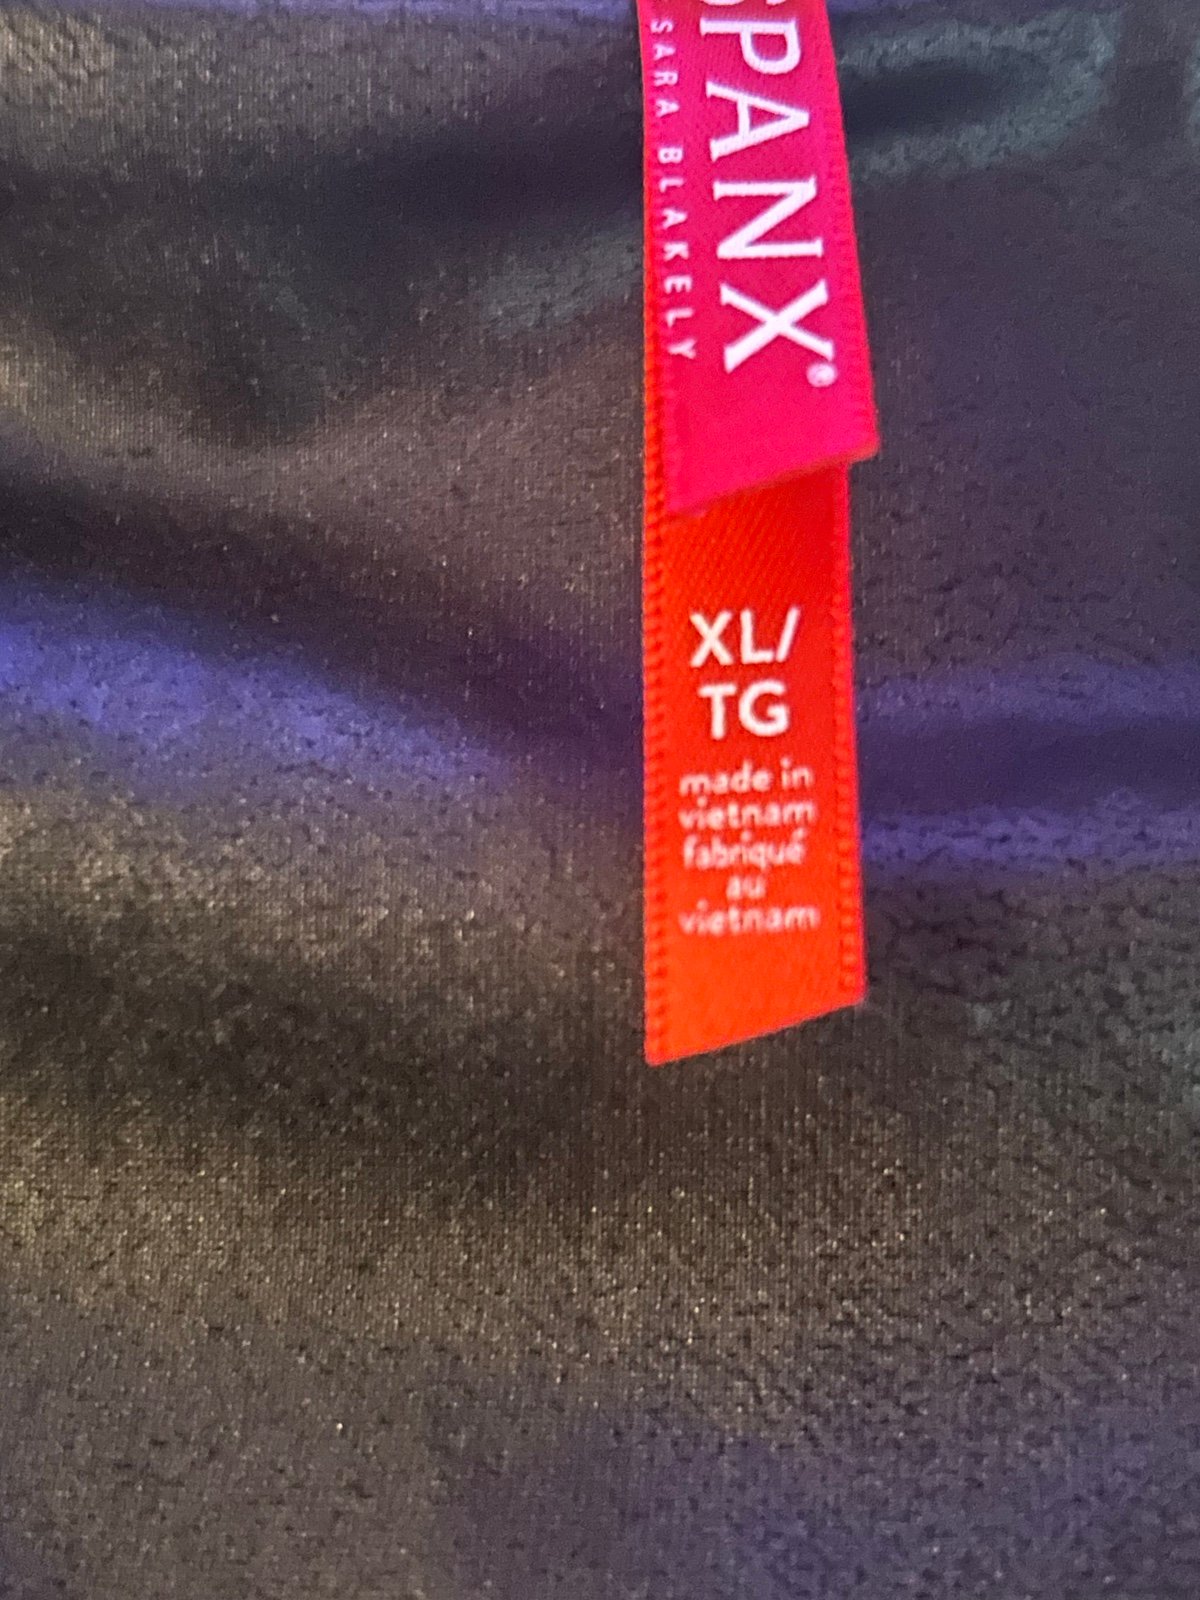 SPANX®
SARA BLAKELY
XL/
TG
made in
vietnam
fabriqué
au
vietnam